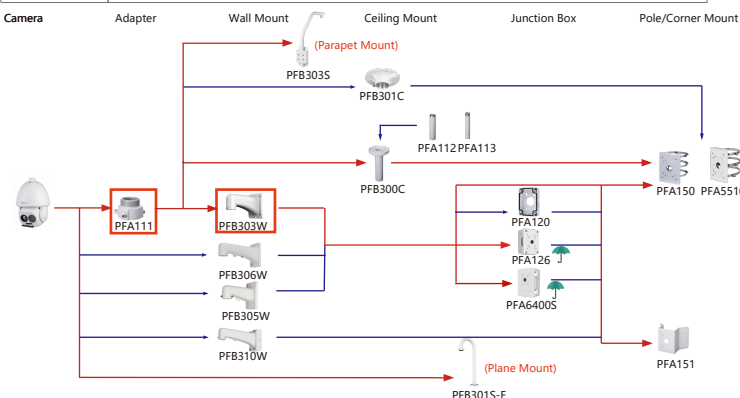 Camera
Adapter
Wall Mount
Ceiling Mount
Junction Box
Pole/Corner Mount
(Parapet Mount)
PFB303S
PFB301C
PFA112
PFA113
PFB300C
PFA150
PFA111
PFB303W
PFA120
PFA126
PFB306W
PFA6400S
PFB305W
PFB310W
PFA151
(Plane Mount)